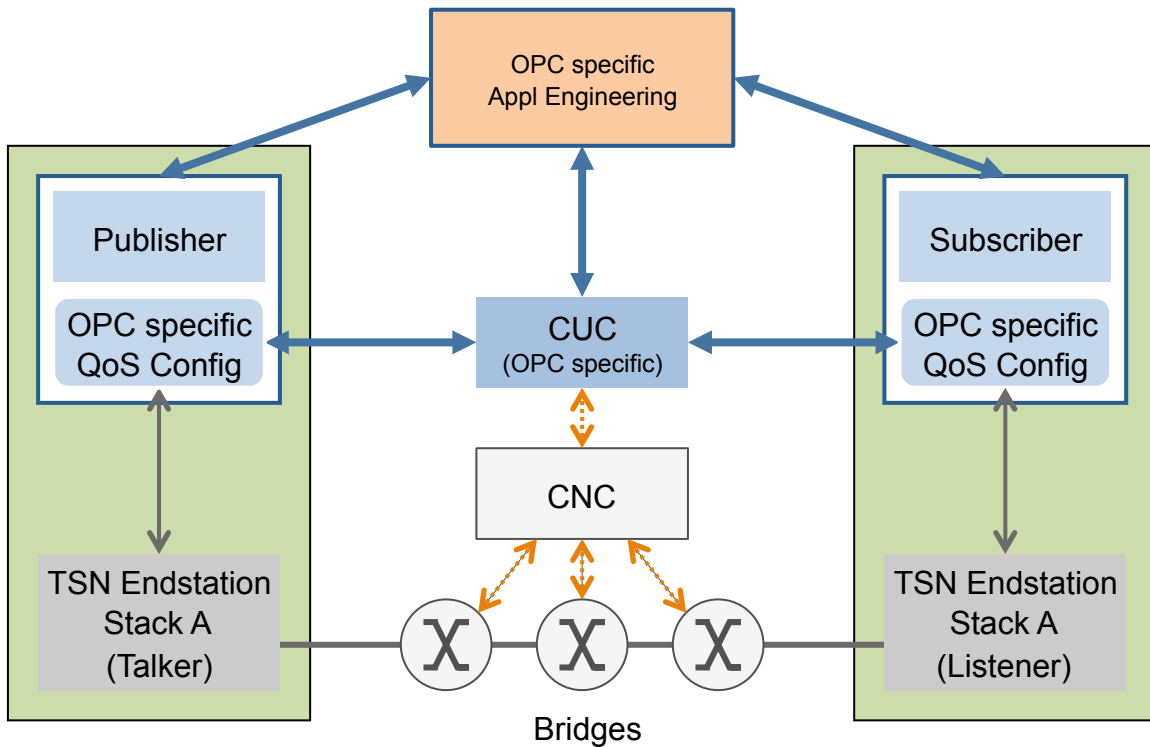 OPC specific
Appl Engineering
Publisher
OPC specific
QoS Config
CUC
(OPC specific)
Subscriber
OPC specific
QoS Config
CNC
TSN Endstation
Stack A
(Talker)
TSN Endstation
Stack A
(Listener)
Bridges